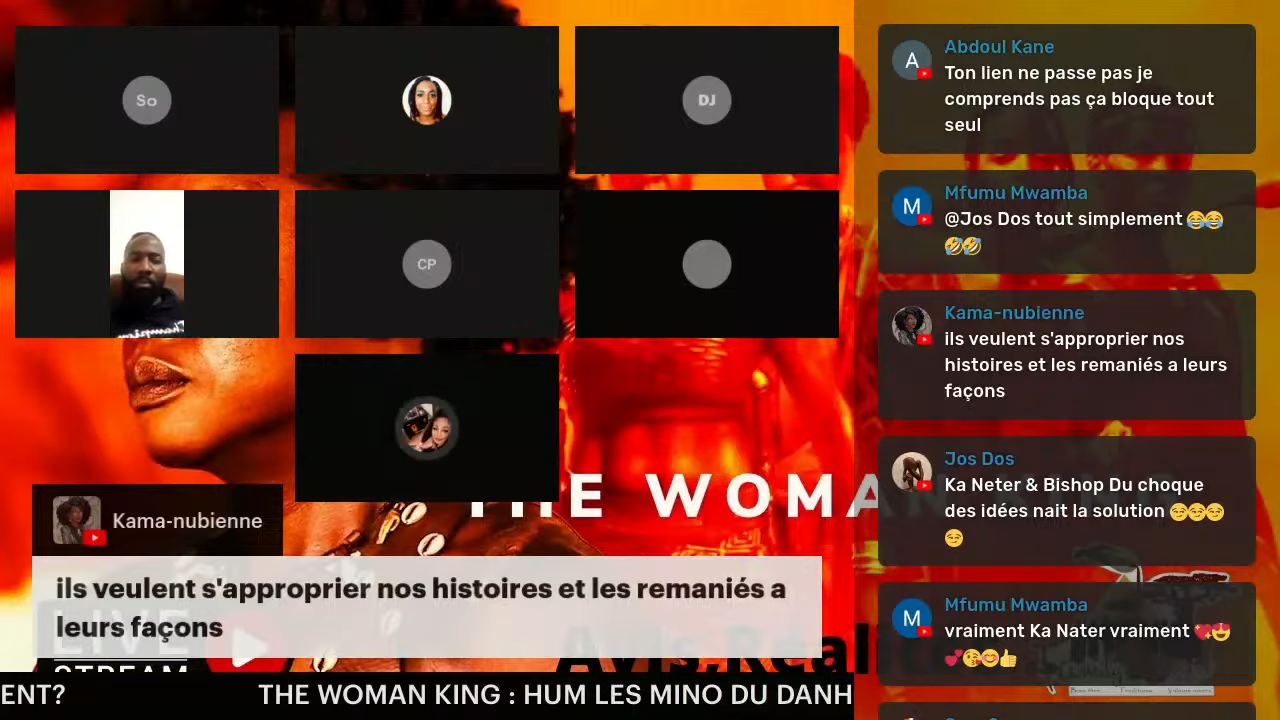 So
DJ
CP
THE WOMA
Kama-nubienne
ils veulent s'approprier nos histoires et les remaniés a
leurs façons
LIVE
STREAM
Avis,Reali
ENT?
THE WOMAN KING : HUM LES MINO DU DANH
A
Abdoul Kane
Ton lien ne passe pas je
comprends pas ça bloque tout
seul
M
Mfumu Mwamba
@Jos Dos tout simplement 😂😂
🤣🤣
Kama-nubienne
ils veulent s'approprier nos
histoires et les remaniés a leurs
façons
Jos Dos
Ka Neter & Bishop Du choque
des idées nait la solution 😏😏😏
😏
M
Mfumu Mwamba
vraiment Ka Nater vraiment 💖😍
💕😘😊👍